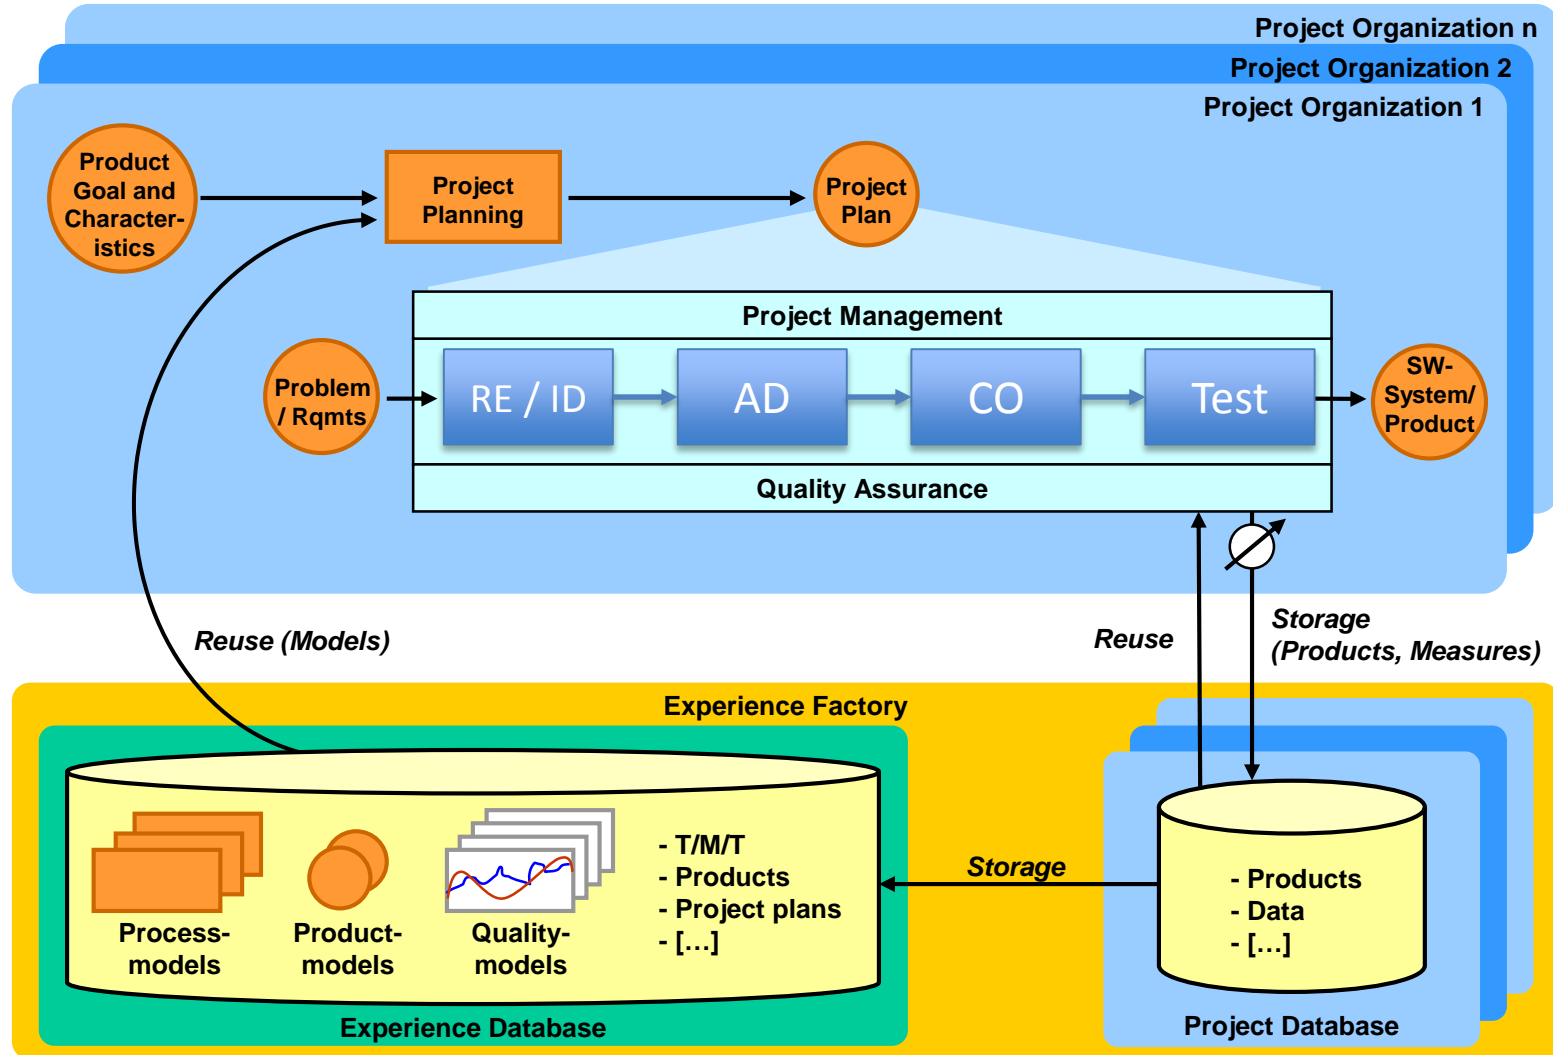 Project Organization n
Project Organization 2
Project Organization 1
Product
Goal and
Character-
istics
Project
Planning
Project
Plan
Project Management
Problem
/ Rqmts
RE / ID
AD
CO
Test
SW-
System/
Product
Quality Assurance
Reuse (Models)
Reuse
Storage
(Products, Measures)
Experience Factory
Process-
models
Product-
models
Quality-
models
- T/M/T
- Products
- Project plans
- […]
Storage
- Products
- Data
- […]
Experience Database
Project Database